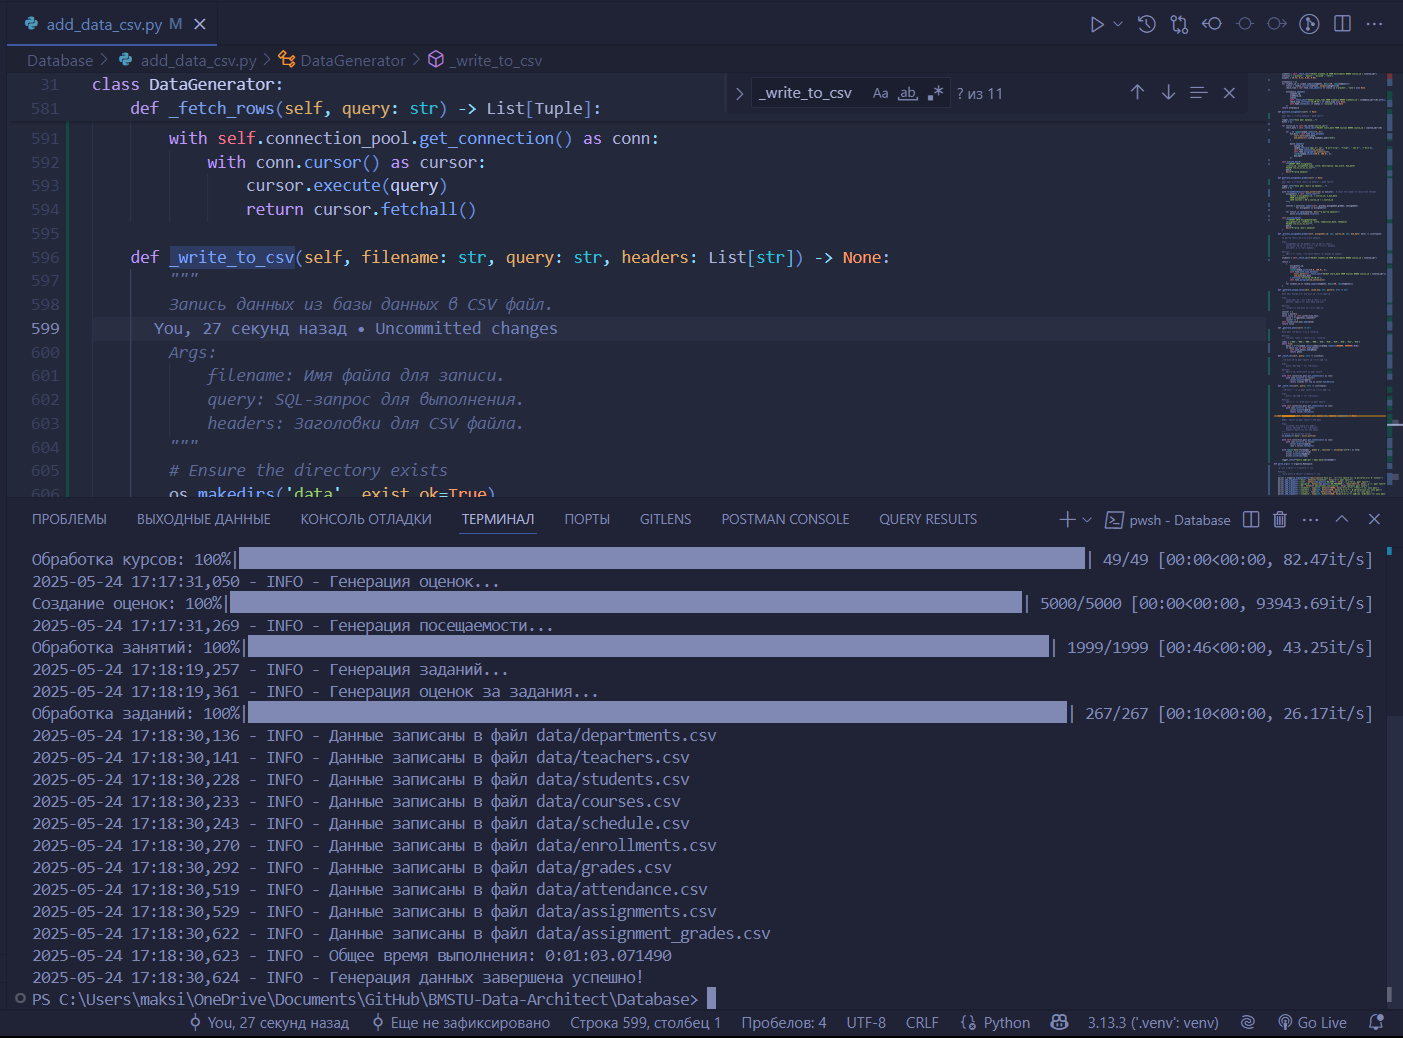 add_data_csv.py M
Database > add_data_csv.py > DataGenerator > _write_to_csv
31 class DataGenerator:
581 def _fetch_rows(self, query: str) -> List[Tuple]:
_write_to_csv Aa ab .* ? из 11
591 with self.connection_pool.get_connection() as conn:
592 with conn.cursor() as cursor:
593 cursor.execute(query)
594 return cursor.fetchall()
595
596 def _write_to_csv(self, filename: str, query: str, headers: List[str]) -> None:
597 """
598 Запись данных из базы данных в CSV файл.
599 You, 27 секунд назад • Uncommitted changes
600 Args:
601 filename: Имя файла для записи.
602 query: SQL-запрос для выполнения.
603 headers: Заголовки для CSV файла.
604 """
605 # Ensure the directory exists
606 os.makedirs('data', exist_ok=True)
ПРОБЛЕМЫ ВЫХОДНЫЕ ДАННЫЕ КОНСОЛЬ ОТЛАДКИ ТЕРМИНАЛ ПОРТЫ GITLENS POSTMAN CONSOLE QUERY RESULTS pwsh - Database
Обработка курсов: 100%| | 49/49 [00:00<00:00, 82.47it/s]
2025-05-24 17:17:31,050 - INFO - Генерация оценок...
Создание оценок: 100%| | 5000/5000 [00:00<00:00, 93943.69it/s]
2025-05-24 17:17:31,269 - INFO - Генерация посещаемости...
Обработка занятий: 100%| | 1999/1999 [00:46<00:00, 43.25it/s]
2025-05-24 17:18:19,257 - INFO - Генерация заданий...
2025-05-24 17:18:19,361 - INFO - Генерация оценок за задания...
Обработка заданий: 100%| | 267/267 [00:10<00:00, 26.17it/s]
2025-05-24 17:18:30,136 - INFO - Данные записаны в файл data/departments.csv
2025-05-24 17:18:30,141 - INFO - Данные записаны в файл data/teachers.csv
2025-05-24 17:18:30,228 - INFO - Данные записаны в файл data/students.csv
2025-05-24 17:18:30,233 - INFO - Данные записаны в файл data/courses.csv
2025-05-24 17:18:30,243 - INFO - Данные записаны в файл data/schedule.csv
2025-05-24 17:18:30,270 - INFO - Данные записаны в файл data/enrollments.csv
2025-05-24 17:18:30,292 - INFO - Данные записаны в файл data/grades.csv
2025-05-24 17:18:30,519 - INFO - Данные записаны в файл data/attendance.csv
2025-05-24 17:18:30,529 - INFO - Данные записаны в файл data/assignments.csv
2025-05-24 17:18:30,622 - INFO - Данные записаны в файл data/assignment_grades.csv
2025-05-24 17:18:30,623 - INFO - Общее время выполнения: 0:01:03.071490
2025-05-24 17:18:30,624 - INFO - Генерация данных завершена успешно!
PS C:\Users\maksi\OneDrive\Documents\GitHub\BMSTU-Data-Architect\Database>
You, 27 секунд назад Еще не зафиксировано Строка 599, столбец 1 Пробелов: 4 UTF-8 CRLF Python 3.13.3 ('.venv': venv) Go Live